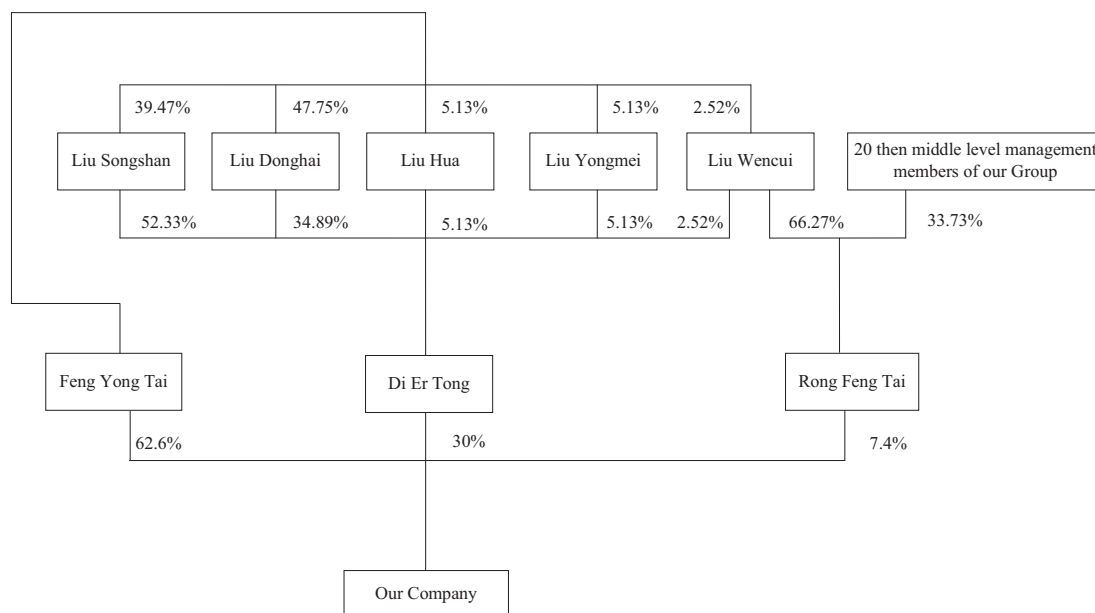 39.47%
47.75%
5.13%
5.13%
2.52%
Liu Songshan
Liu Donghai
Liu Hua
Liu Yongmei
Liu Wencui
20 then middle level management
members of our Group
52.33%
34.89%
5.13%
5.13%
2.52%
66.27%
33.73%
Feng Yong Tai
Di Er Tong
Rong Feng Tai
62.6%
30%
7.4%
Our Company